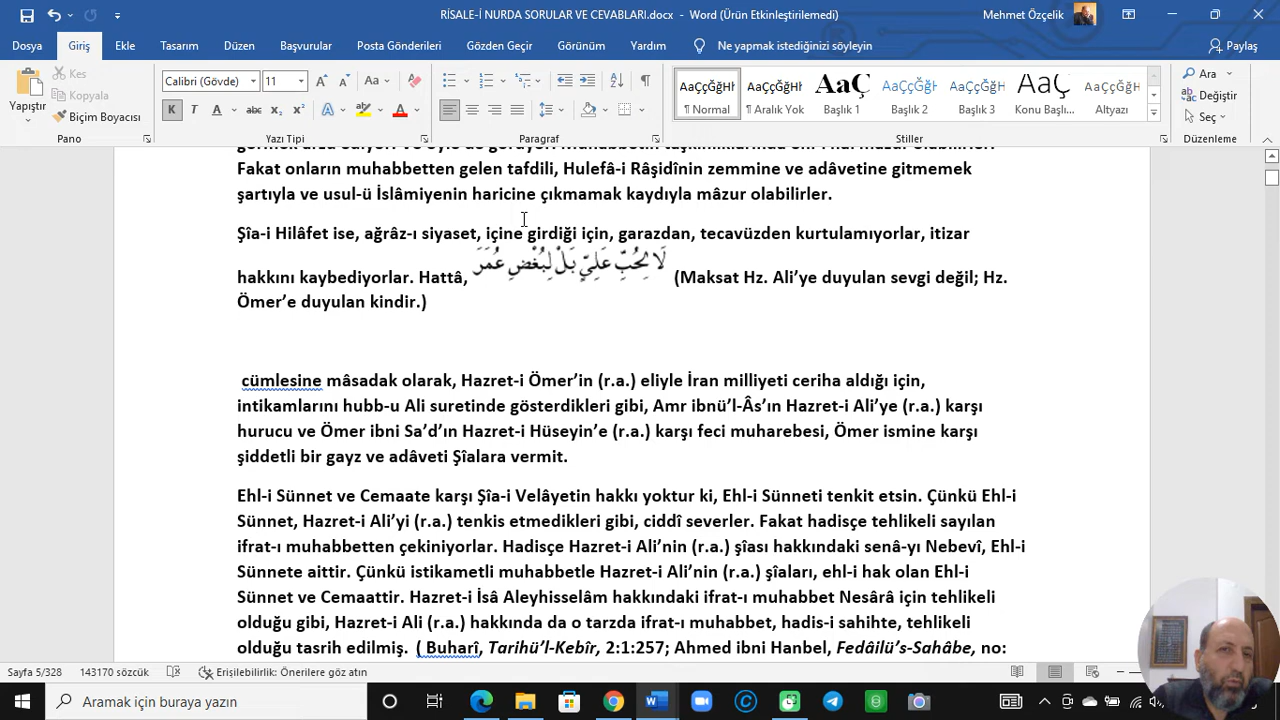 RİSALE-İ NURDA SORULAR VE CEVABLARI.docx - Word (Ürün Etkinleştirilemedi)
Mehmet Özçelik
Dosya Giriş Ekle Tasarım Düzen Başvurular Posta Gönderileri Gözden Geçir Görünüm Yardım Ne yapmak istediğinizi söyleyin Paylaş
Yapıştır
Kes
Kopyala
Biçim Boyacısı
Pano
Calibri (Gövde) 11
Yazı Tipi
Paragraf
AaÇçĞğH AaÇçĞğH AaÇ AaÇçĞğH AaÇçĞğH AaÇçĞğ AaÇçĞğH
¶ Normal ¶ Aralık Yok Başlık 1 Başlık 2 Başlık 3 Konu Başlı... Altyazı
Stiller
Ara
Değiştir
Seç
Düzenleme
Fakat onların muhabbetten gelen tafdili, Hulefâ-i Râşidînin zemmine ve adâvetine gitmemek
şartıyla ve usul-ü İslâmiyenin haricine çıkmamak kaydıyla mâzur olabilirler.
Şîa-i Hilâfet ise, ağrâz-ı siyaset, içine girdiği için, garazdan, tecavüzden kurtulamıyorlar, itizar
hakkını kaybediyorlar. Hattâ, لَا لِحُبِّ عَلِيٍّ بَلْ لِبُغْضِ عُمَرَ (Maksat Hz. Ali’ye duyulan sevgi değil; Hz.
Ömer’e duyulan kindir.)
cümlesine mâsadak olarak, Hazret-i Ömer’in (r.a.) eliyle İran milliyeti ceriha aldığı için,
intikamlarını hubb-u Ali suretinde gösterdikleri gibi, Amr ibnü’l-Âs’ın Hazret-i Ali’ye (r.a.) karşı
hurucu ve Ömer ibni Sa’d’ın Hazret-i Hüseyin’e (r.a.) karşı feci muharebesi, Ömer ismine karşı
şiddetli bir gayz ve adâveti Şîalara vermit.
Ehl-i Sünnet ve Cemaate karşı Şîa-i Velâyetin hakkı yoktur ki, Ehl-i Sünneti tenkit etsin. Çünkü Ehl-i
Sünnet, Hazret-i Ali’yi (r.a.) tenkis etmedikleri gibi, ciddî severler. Fakat hadisçe tehlikeli sayılan
ifrat-ı muhabbetten çekiniyorlar. Hadisçe Hazret-i Ali’nin (r.a.) şîası hakkındaki senâ-yı Nebevî, Ehl-i
Sünnete aittir. Çünkü istikametli muhabbetle Hazret-i Ali’nin (r.a.) şîaları, ehl-i hak olan Ehl-i
Sünnet ve Cemaattir. Hazret-i İsâ Aleyhisselâm hakkındaki ifrat-ı muhabbet Nesârâ için tehlikeli
olduğu gibi, Hazret-i Ali (r.a.) hakkında da o tarzda ifrat-ı muhabbet, hadis-i sahihte, tehlikeli
olduğu tasrih edilmiş. ( Buharî, Tarihü’l-Kebîr, 2:1:257; Ahmed ibni Hanbel, Fedâilü’s-Sahâbe, no:
Sayfa 5/328 143170 sözcük Erişilebilirlik: Önerilere göz atın
Aramak için buraya yazın